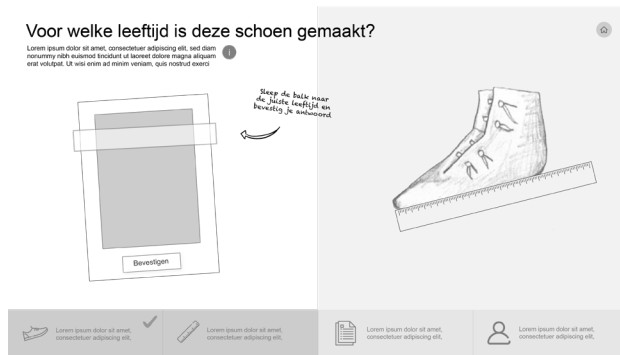 Voor welke leeftijd is deze schoen gemaakt?
Lorem ipsum dolor sit amet, consectetuer adipiscing elit, sed diam
nonummy nibh euismod tincidunt ut laoreet dolore magna aliquam
erat volutpat. Ut wisi enim ad minim veniam, quis nostrud exerci
i
Sleep de balk naar
de juiste leeftijd en
bevestig je antwoord
Bevestigen
Lorem ipsum dolor sit amet,
consectetuer adipiscing elit,
Lorem ipsum dolor sit amet,
consectetuer adipiscing elit,
Lorem ipsum dolor sit amet,
consectetuer adipiscing elit,
Lorem ipsum dolor sit amet,
consectetuer adipiscing elit,